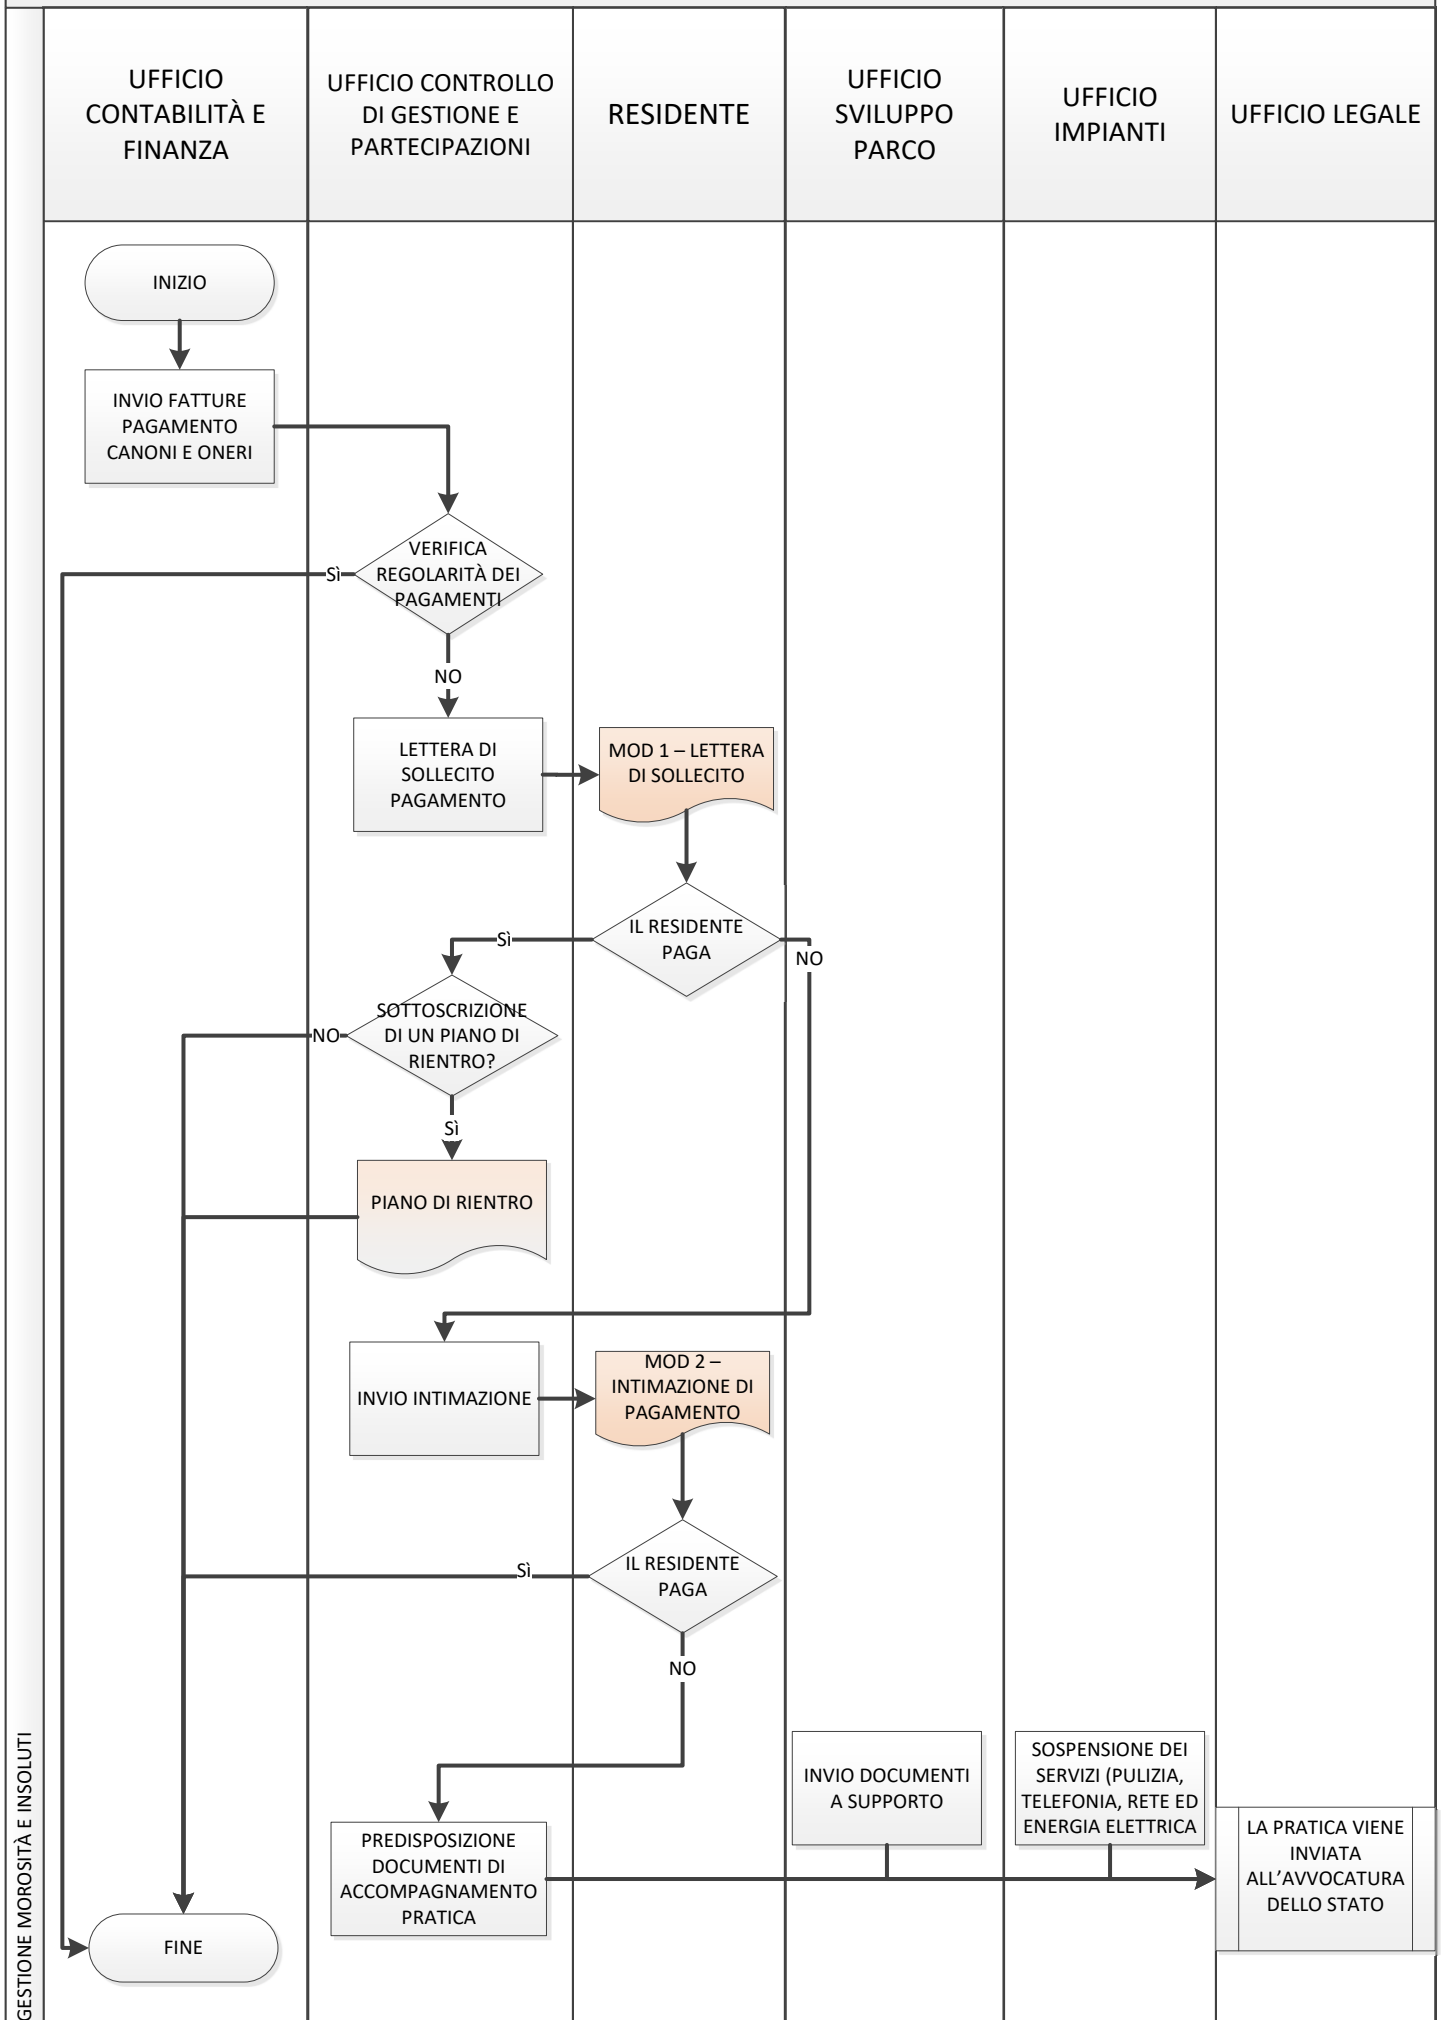 UFFICIO
CONTABILITÀ E
FINANZA
UFFICIO CONTROLLO
DI GESTIONE E
PARTECIPAZIONI
RESIDENTE
UFFICIO
SVILUPPO
PARCO
UFFICIO
IMPIANTI
UFFICIO LEGALE
INIZIO
INVIO FATTURE
PAGAMENTO
CANONI E ONERI
VERIFICA
REGOLARITÀ DEI
PAGAMENTI
Sì
NO
LETTERA DI
SOLLECITO
PAGAMENTO
MOD 1 – LETTERA
DI SOLLECITO
IL RESIDENTE
PAGA
Sì
NO
SOTTOSCRIZIONE
DI UN PIANO DI
RIENTRO?
NO
Sì
PIANO DI RIENTRO
INVIO INTIMAZIONE
MOD 2 –
INTIMAZIONE DI
PAGAMENTO
IL RESIDENTE
PAGA
Sì
NO
PREDISPOSIZIONE
DOCUMENTI DI
ACCOMPAGNAMENTO
PRATICA
INVIO DOCUMENTI
A SUPPORTO
SOSPENSIONE DEI
SERVIZI (PULIZIA,
TELEFONIA, RETE ED
ENERGIA ELETTRICA
LA PRATICA VIENE
INVIATA
ALL'AVVOCATURA
DELLO STATO
FINE
GESTIONE MOROSITÀ E INSOLUTI